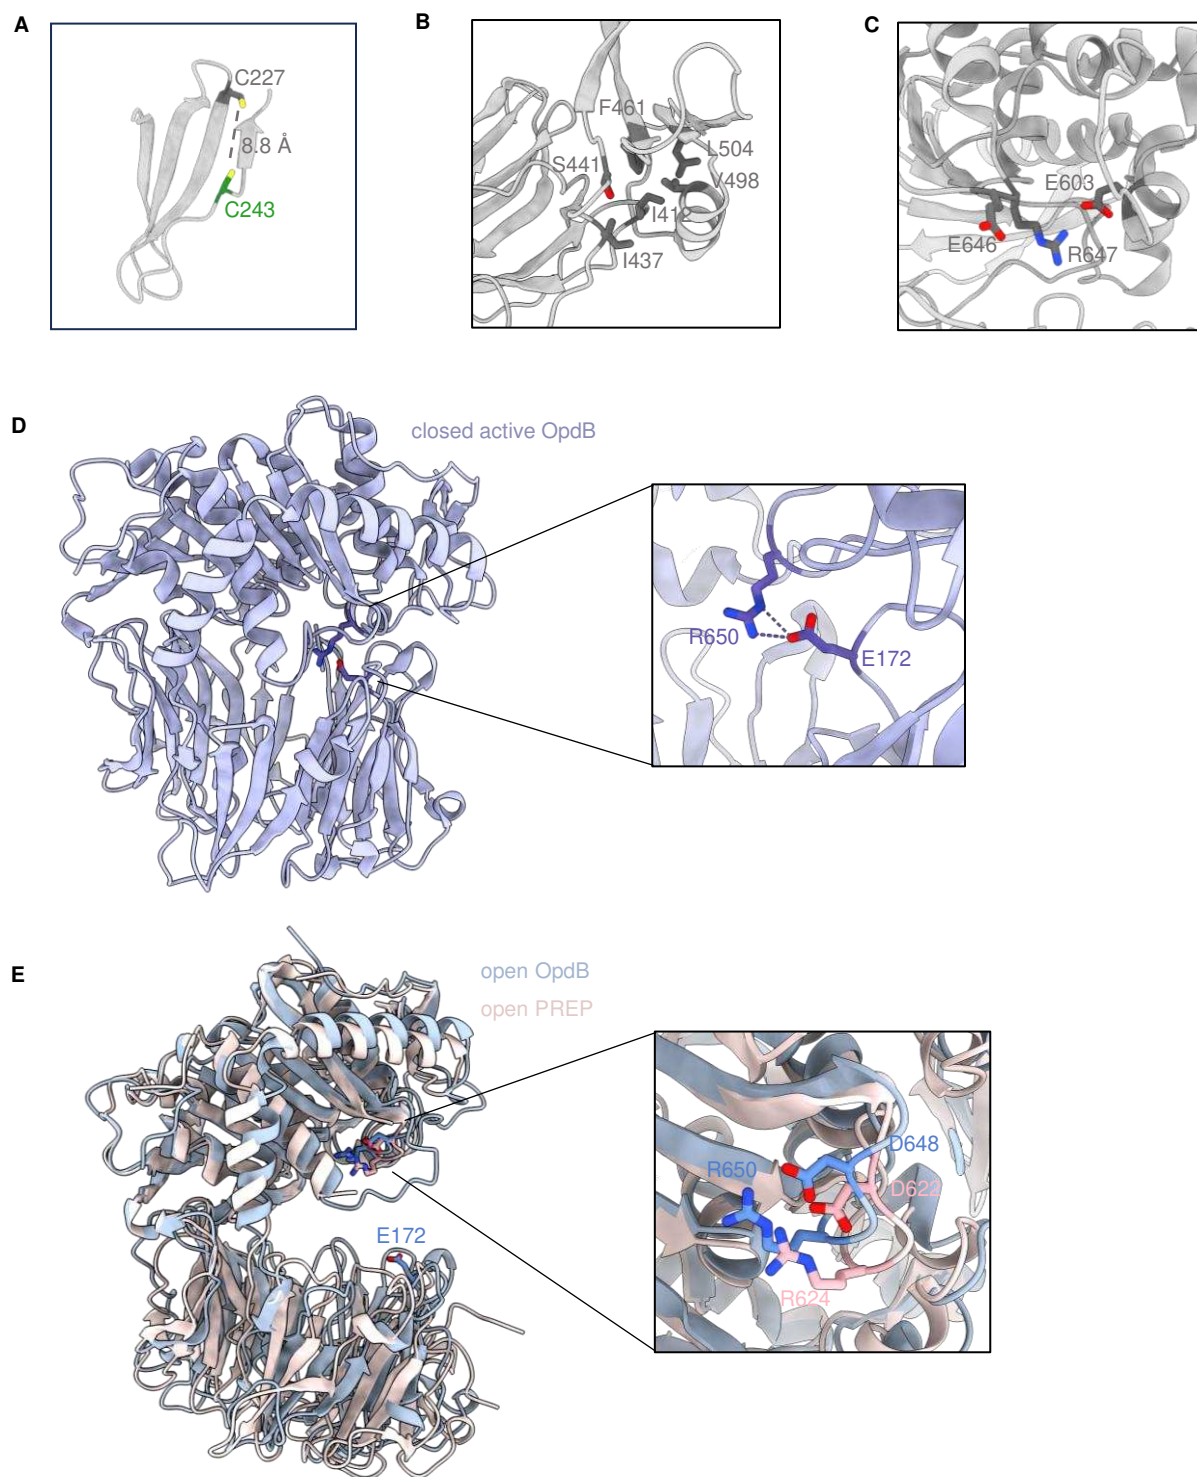 A
C227
8.8 Å
C243
B
F461
L504
S441
V498
I412
I437
C
E603
E646
R647
D
closed active OpdB
R650
E172
E
open OpdB
open PREP
E172
D648
R650
D622
R624